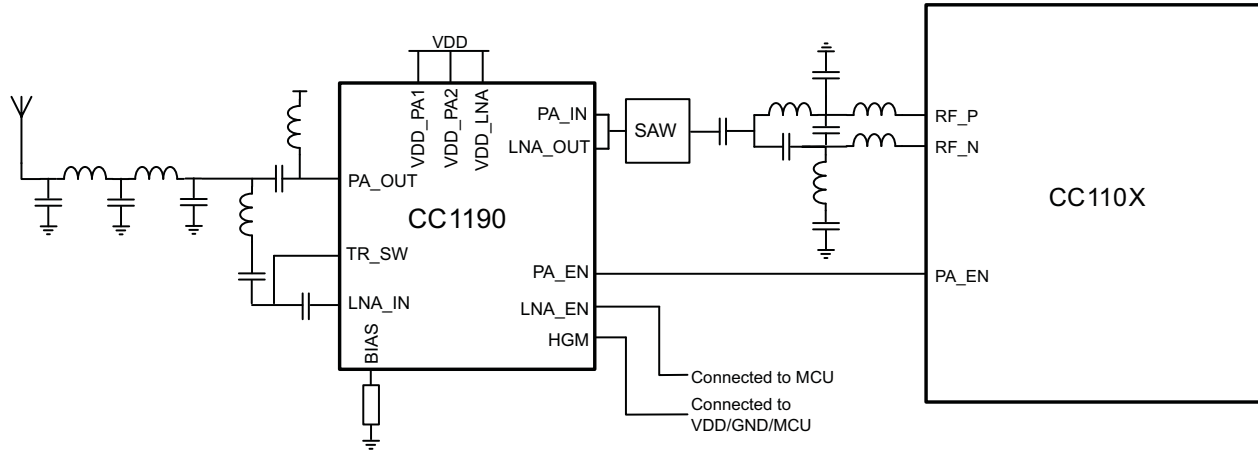 VDD
VDD_PA1
VDD_PA2
VDD_LNA
PA_IN
LNA_OUT
SAW
RF_P
RF_N
PA_OUT
CC1190
CC110X
TR_SW
PA_EN
PA_EN
LNA_IN
LNA_EN
HGM
BIAS
Connected to MCU
Connected to
VDD/GND/MCU